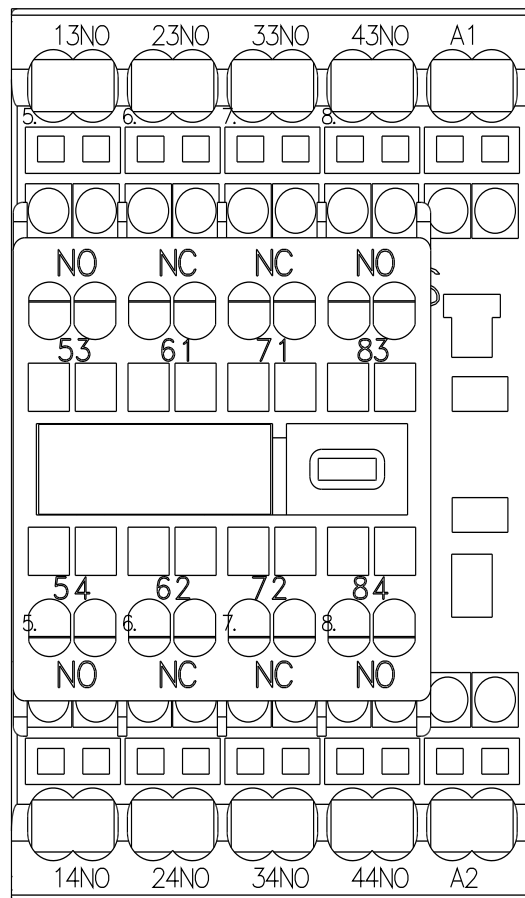 13NO 23NO 33NO 43NO A1
5. 6. 7. 8.
NO NC NC NO
53 61 71 83
54 62 72 84
5. 6. 7. 8.
NO NC NC NO
14NO 24NO 34NO 44NO A2